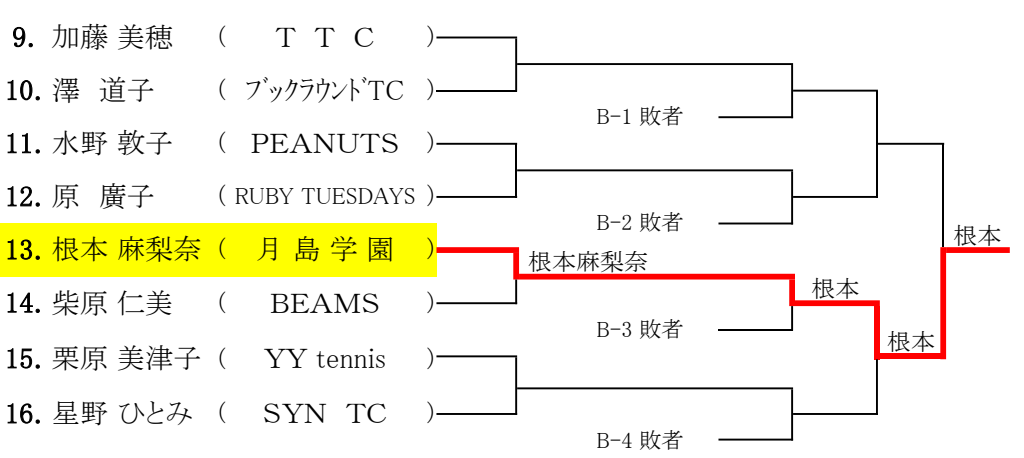 9. 加藤 美穂 ( T T C )
10. 澤 道子 ( ブックラウンドTC )
B-1 敗者
11. 水野 敦子 ( PEANUTS )
12. 原 廣子 ( RUBY TUESDAYS )
B-2 敗者
根本
13. 根本 麻梨奈 ( 月 島 学 園 )
根本麻梨奈
根本
14. 柴原 仁美 ( BEAMS )
B-3 敗者
根本
15. 栗原 美津子 ( YY tennis )
16. 星野 ひとみ ( SYN TC )
B-4 敗者